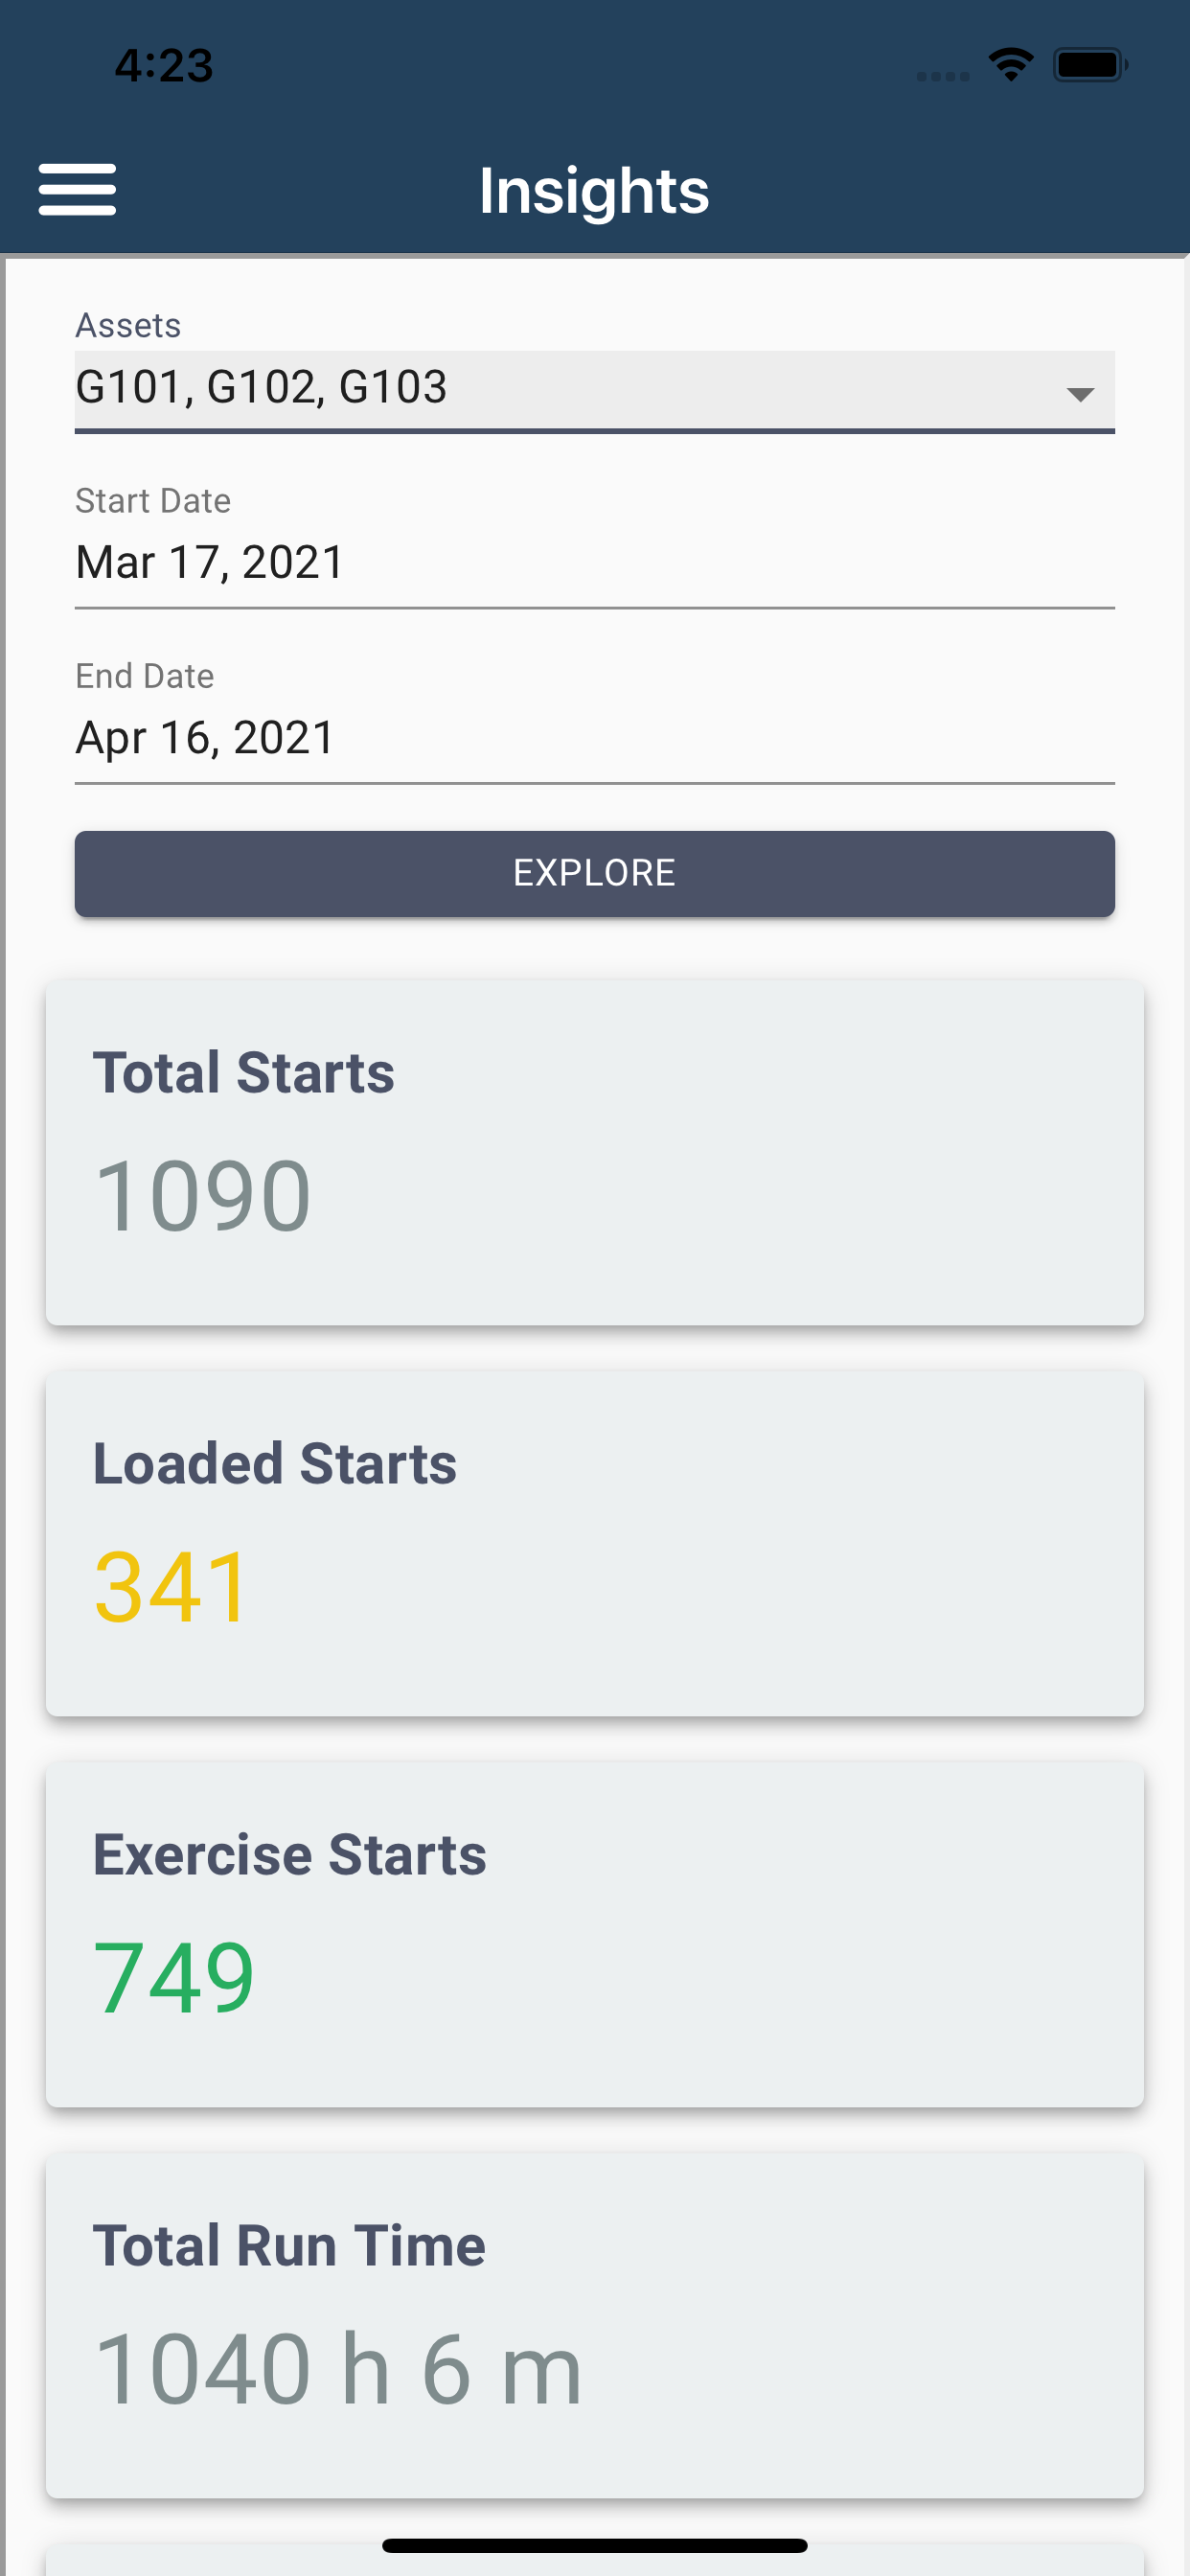 4:23
Insights
Assets
G101, G102, G103
Start Date
Mar 17, 2021
End Date
Apr 16, 2021
EXPLORE
Total Starts
1090
Loaded Starts
341
Exercise Starts
749
Total Run Time
1040 h 6 m